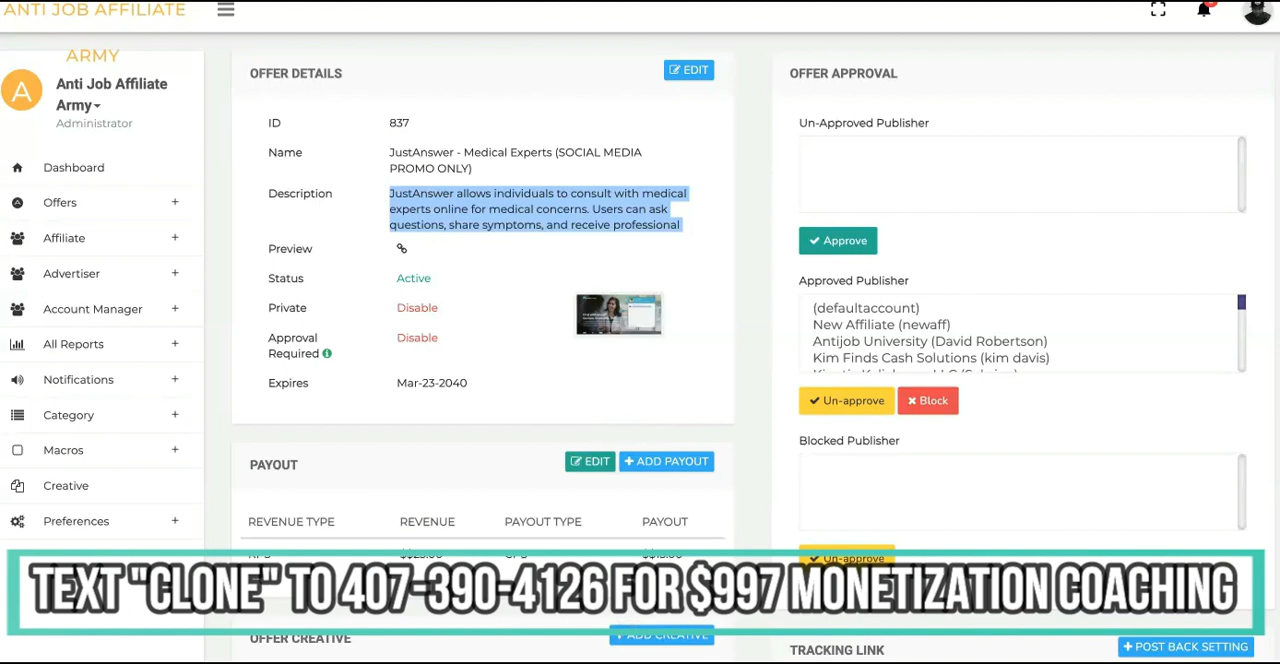 ANTI JOB AFFILIATE
ARMY
A
Anti Job Affiliate
Army
Administrator
Dashboard
Offers +
Affiliate +
Advertiser +
Account Manager +
All Reports +
Notifications +
Category +
Macros +
Creative
Preferences +
OFFER DETAILS
EDIT
ID 837
Name JustAnswer - Medical Experts (SOCIAL MEDIA
PROMO ONLY)
Description JustAnswer allows individuals to consult with medical
experts online for medical concerns. Users can ask
questions, share symptoms, and receive professional
Preview
Status Active
Private Disable
Approval Disable
Required
Expires Mar-23-2040
PAYOUT
EDIT
+ ADD PAYOUT
REVENUE TYPE REVENUE PAYOUT TYPE PAYOUT
OFFER CREATIVE
+ ADD CREATIVE
OFFER APPROVAL
Un-Approved Publisher
Approve
Approved Publisher
(defaultaccount)
New Affiliate (newaff)
Antijob University (David Robertson)
Kim Finds Cash Solutions (kim davis)
Un-approve
Block
Blocked Publisher
Un-approve
TRACKING LINK
+ POST BACK SETTING
TEXT "CLONE" TO 407-390-4126 FOR $997 MONETIZATION COACHING